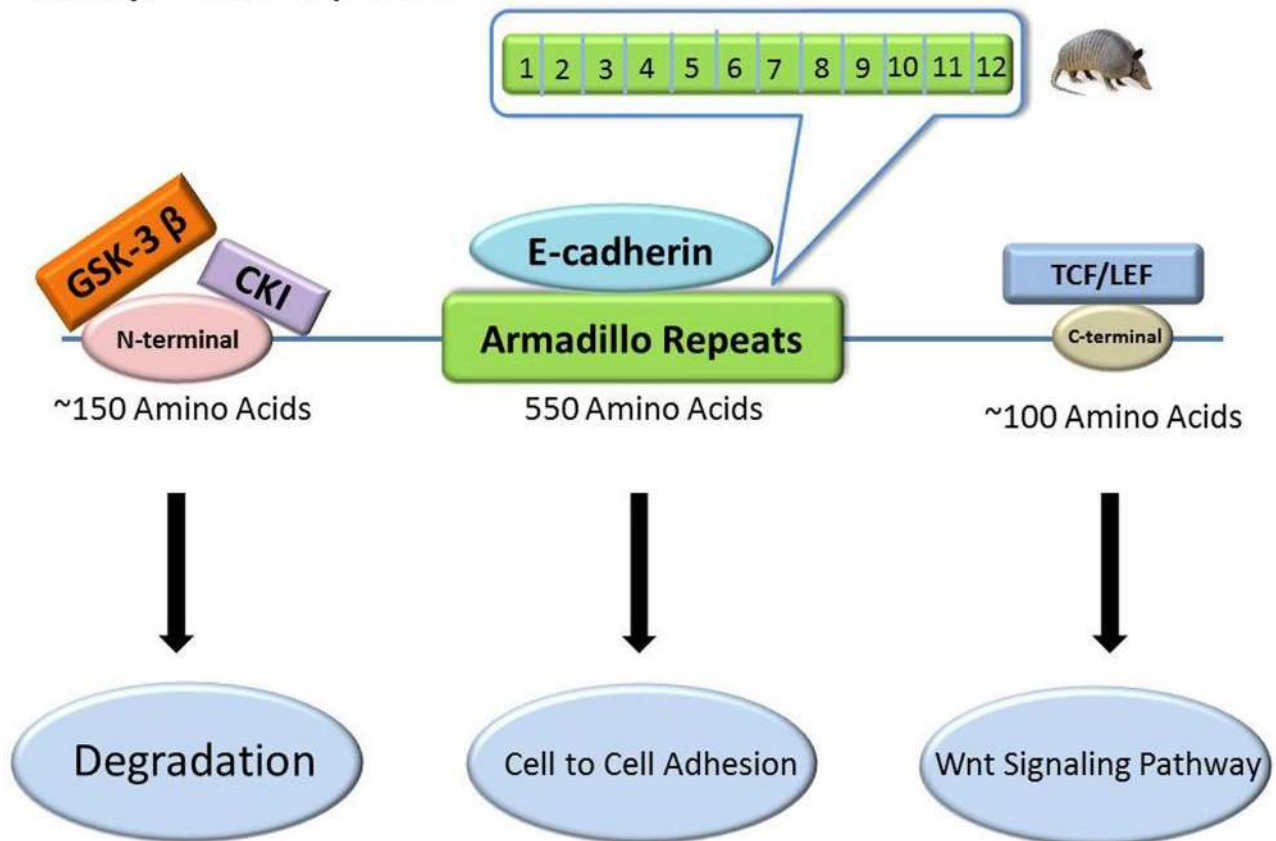 1 2 3 4 5 6 7 8 9 10 11 12
GSK-3 β
CKI
E-cadherin
TCF/LEF
N-terminal
Armadillo Repeats
C-terminal
~150 Amino Acids
550 Amino Acids
~100 Amino Acids
Degradation
Cell to Cell Adhesion
Wnt Signaling Pathway